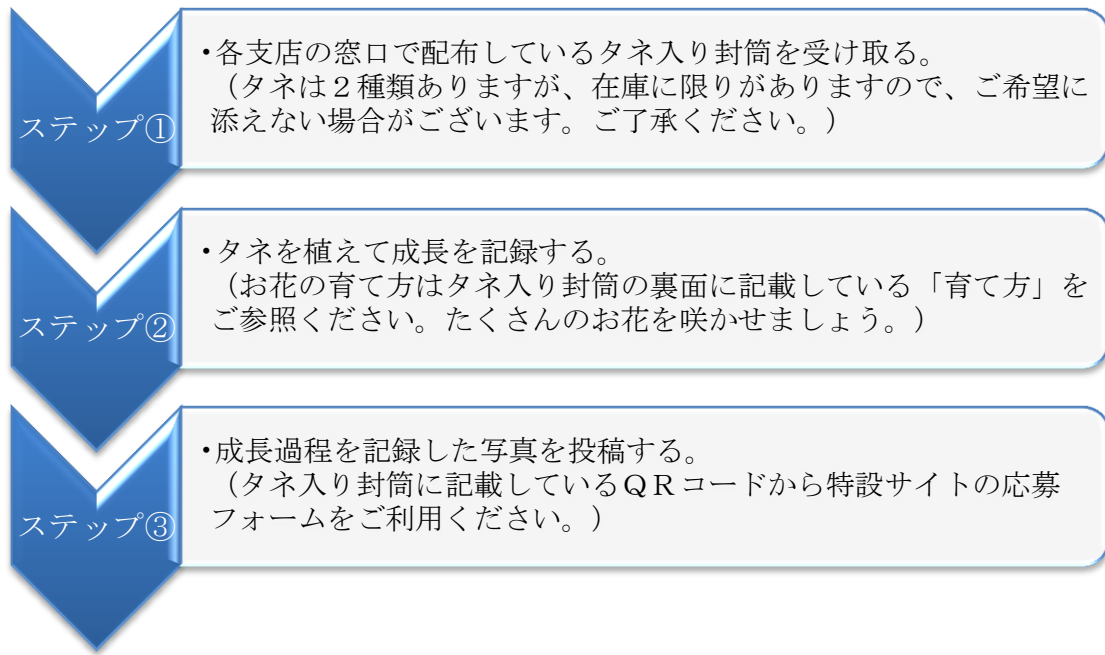 ステップ①
・各支店の窓口で配布しているタネ入り封筒を受け取る。
（タネは２種類ありますが、在庫に限りがありますので、ご希望に
添えない場合がございます。ご了承ください。）
ステップ②
・タネを植えて成長を記録する。
（お花の育て方はタネ入り封筒の裏面に記載している「育て方」を
ご参照ください。たくさんのお花を咲かせましょう。）
ステップ③
・成長過程を記録した写真を投稿する。
（タネ入り封筒に記載しているＱＲコードから特設サイトの応募
フォームをご利用ください。）